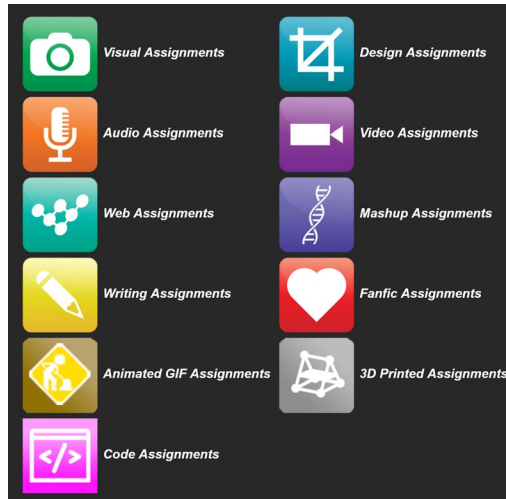 Visual Assignments
Design Assignments
Audio Assignments
Video Assignments
Web Assignments
Mashup Assignments
Writing Assignments
Fanfic Assignments
Animated GIF Assignments
3D Printed Assignments
</> 
Code Assignments